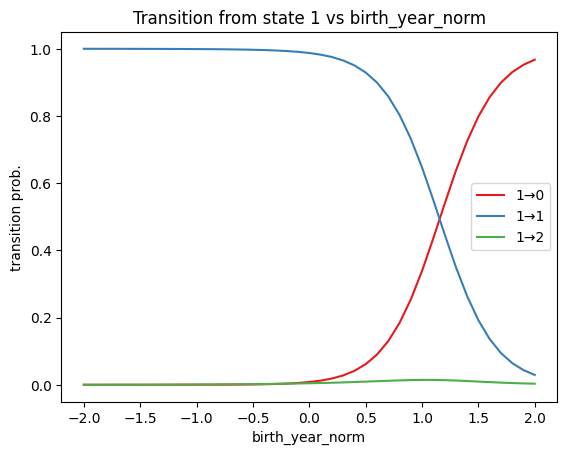 Transition from state 1 vs birth_year_norm
transition prob.
1.0
0.8
0.6
0.4
0.2
0.0
1→0
1→1
1→2
-2.0 -1.5 -1.0 -0.5 0.0 0.5 1.0 1.5 2.0
birth_year_norm